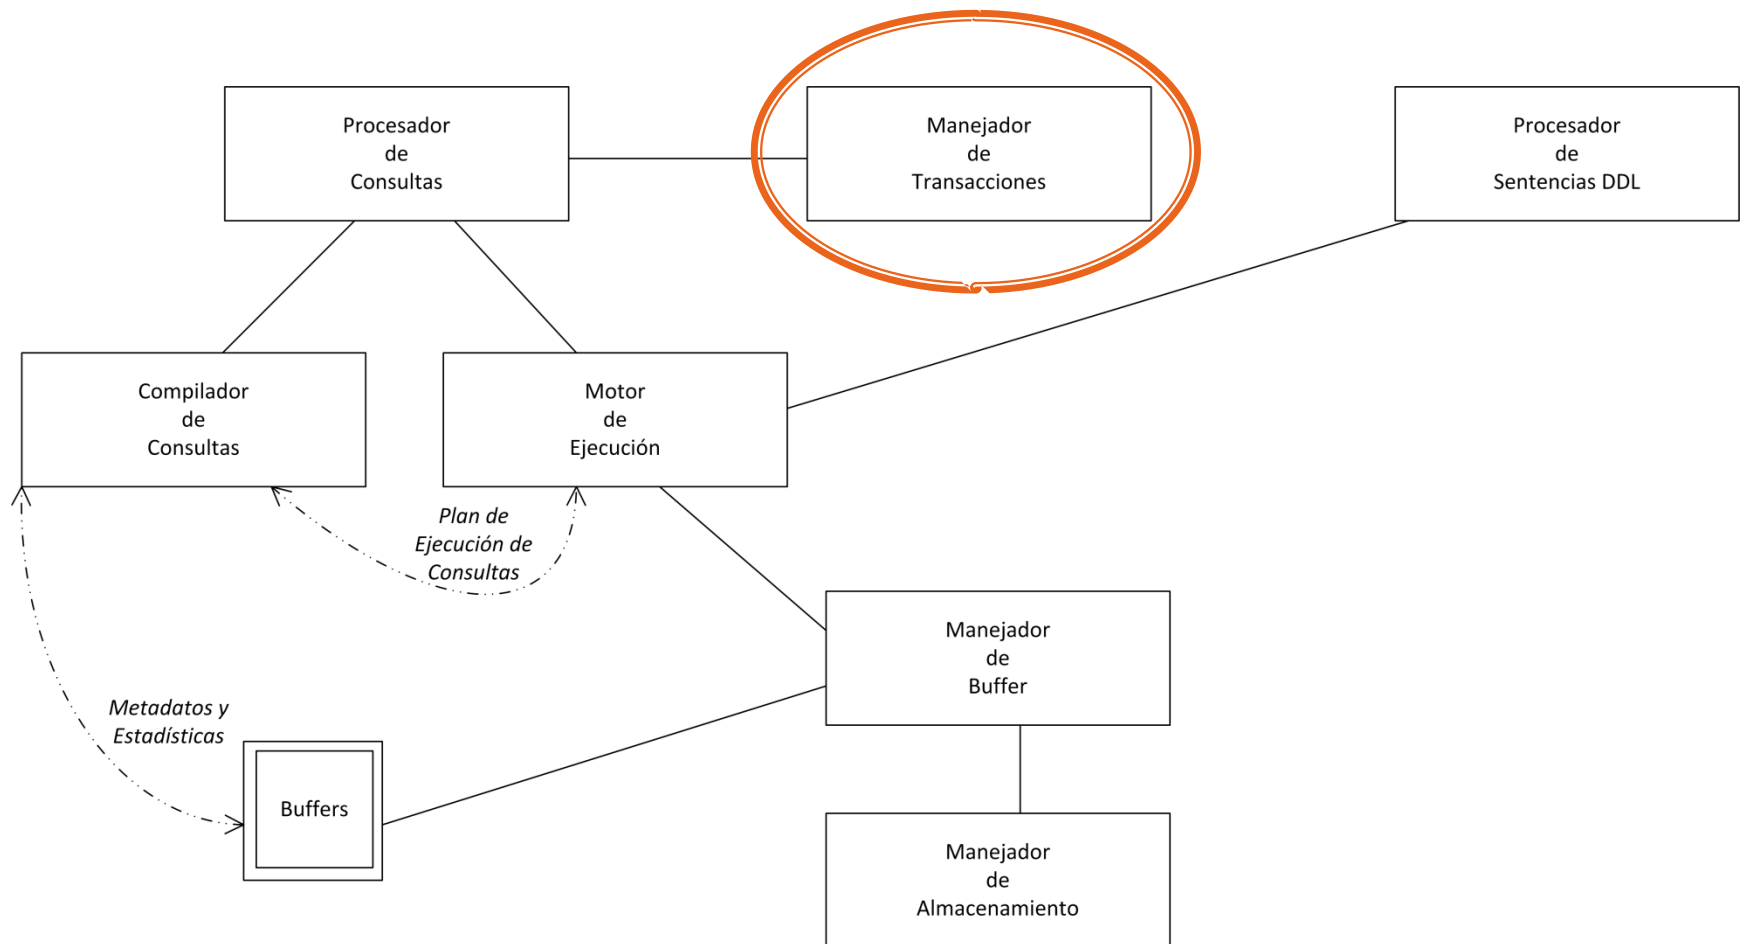 Procesador
de
Consultas
Manejador
de
Transacciones
Procesador
de
Sentencias DDL
Compilador
de
Consultas
Motor
de
Ejecución
Plan de
Ejecución de
Consultas
Manejador
de
Buffer
Metadatos y
Estadísticas
Buffers
Manejador
de
Almacenamiento